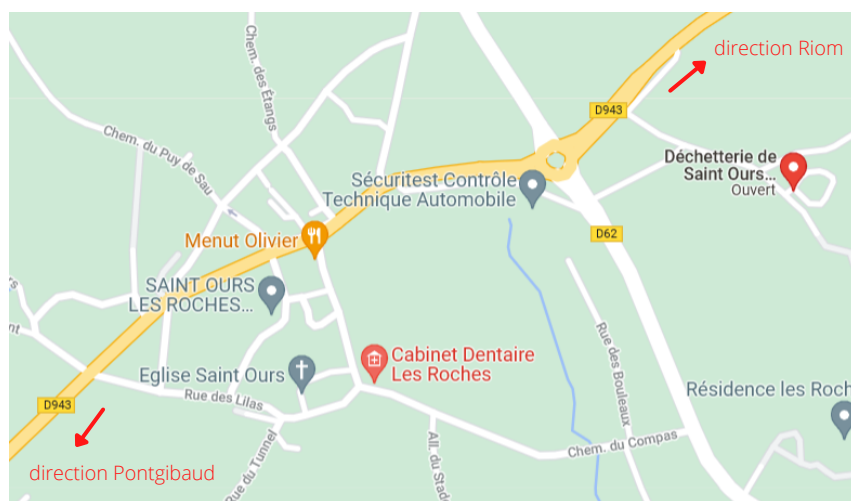 direction Riom
Chem. des Étangs
D943
Chem. du Puy de Sau
Déchetterie de
Saint Ours...
Ouvert
Sécuritest Contrôle
Technique Automobile
Menut Olivier
D62
SAINT OURS
LES ROCHES...
Cabinet Dentaire
Les Roches
Eglise Saint Ours
Rue des Bouleaux
Résidence les Roch
Rue des Lilas
D943
All. du Stade
Chem. du Compas
Rue du Tunnel
direction Pontgibaud